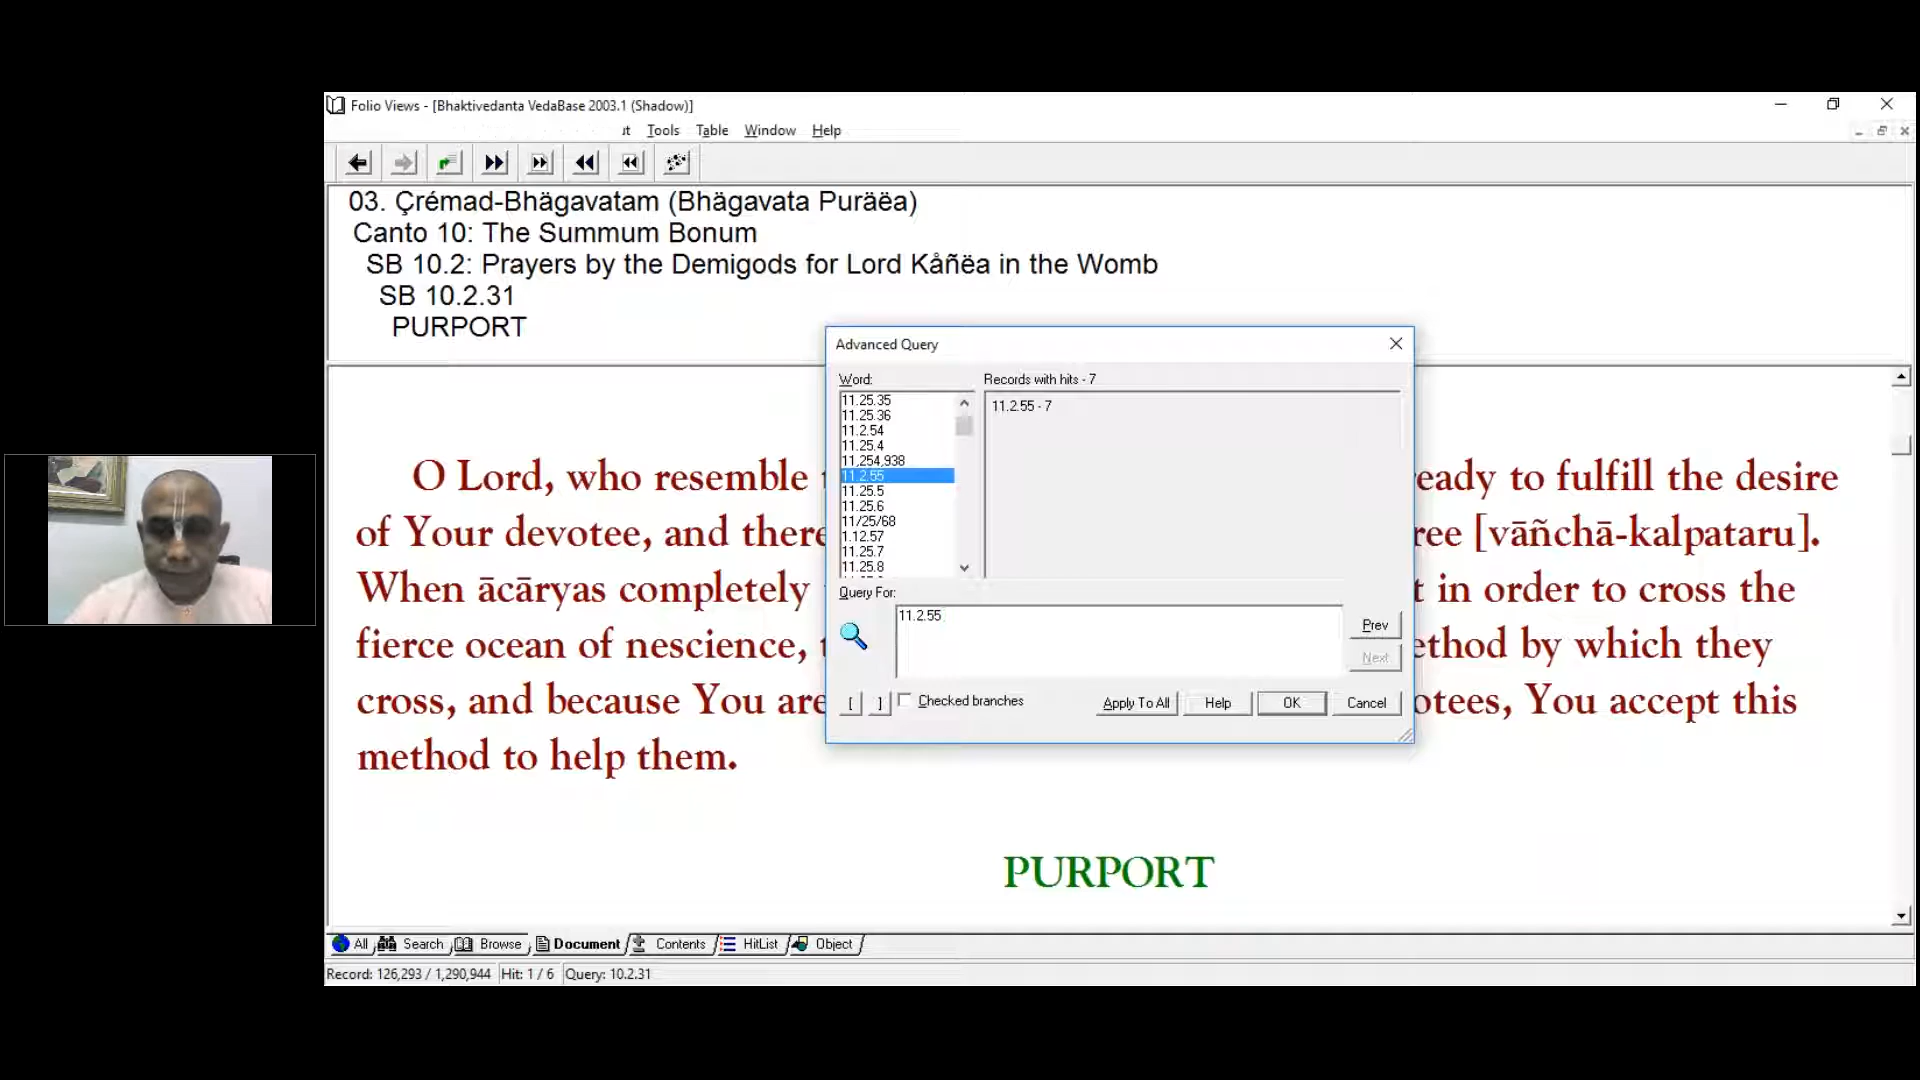 Folio Views - [Bhaktivedanta VedaBase 2003.1 (Shadow)]
ut Tools Table Window Help
03. Çrémad-Bhägavatam (Bhägavata Puräëa)
Canto 10: The Summum Bonum
SB 10.2: Prayers by the Demigods for Lord Kåñëa in the Womb
SB 10.2.31
PURPORT
Advanced Query
Word:
Records with hits - 7
11.25.35
11.25.36
11.2.54
11.25.4
11,254,938
11.2.55
11.25.5
11.25.6
11/25/68
1.12.57
11.25.7
11.25.8
11.2.55 - 7
Query For:
11.2.55
Prev
Next
[ ] Checked branches
Apply To All Help OK Cancel
O Lord, who resemble eady to fulfill the desire
of Your devotee, and there ree [vāñchā-kalpataru].
When ācāryas completely t in order to cross the
fierce ocean of nescience, ethod by which they
cross, and because You are otees, You accept this
method to help them.
PURPORT
All Search Browse Document Contents HitList Object
Record: 126,293 / 1,290,944 Hit: 1 / 6 Query: 10.2.31